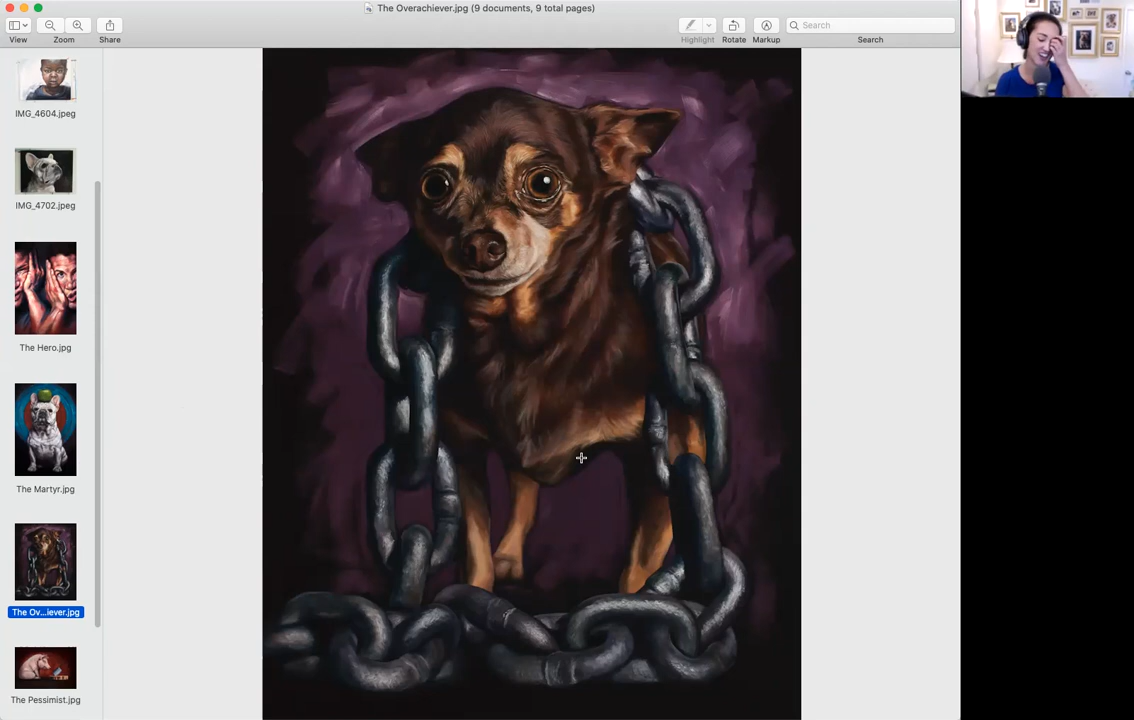 The Overachiever.jpg (9 documents, 9 total pages)
View
Zoom
Share
Highlight
Rotate
Markup
Search
Search
IMG_4604.jpeg
IMG_4702.jpeg
The Hero.jpg
The Martyr.jpg
The Ov...iever.jpg
The Pessimist.jpg